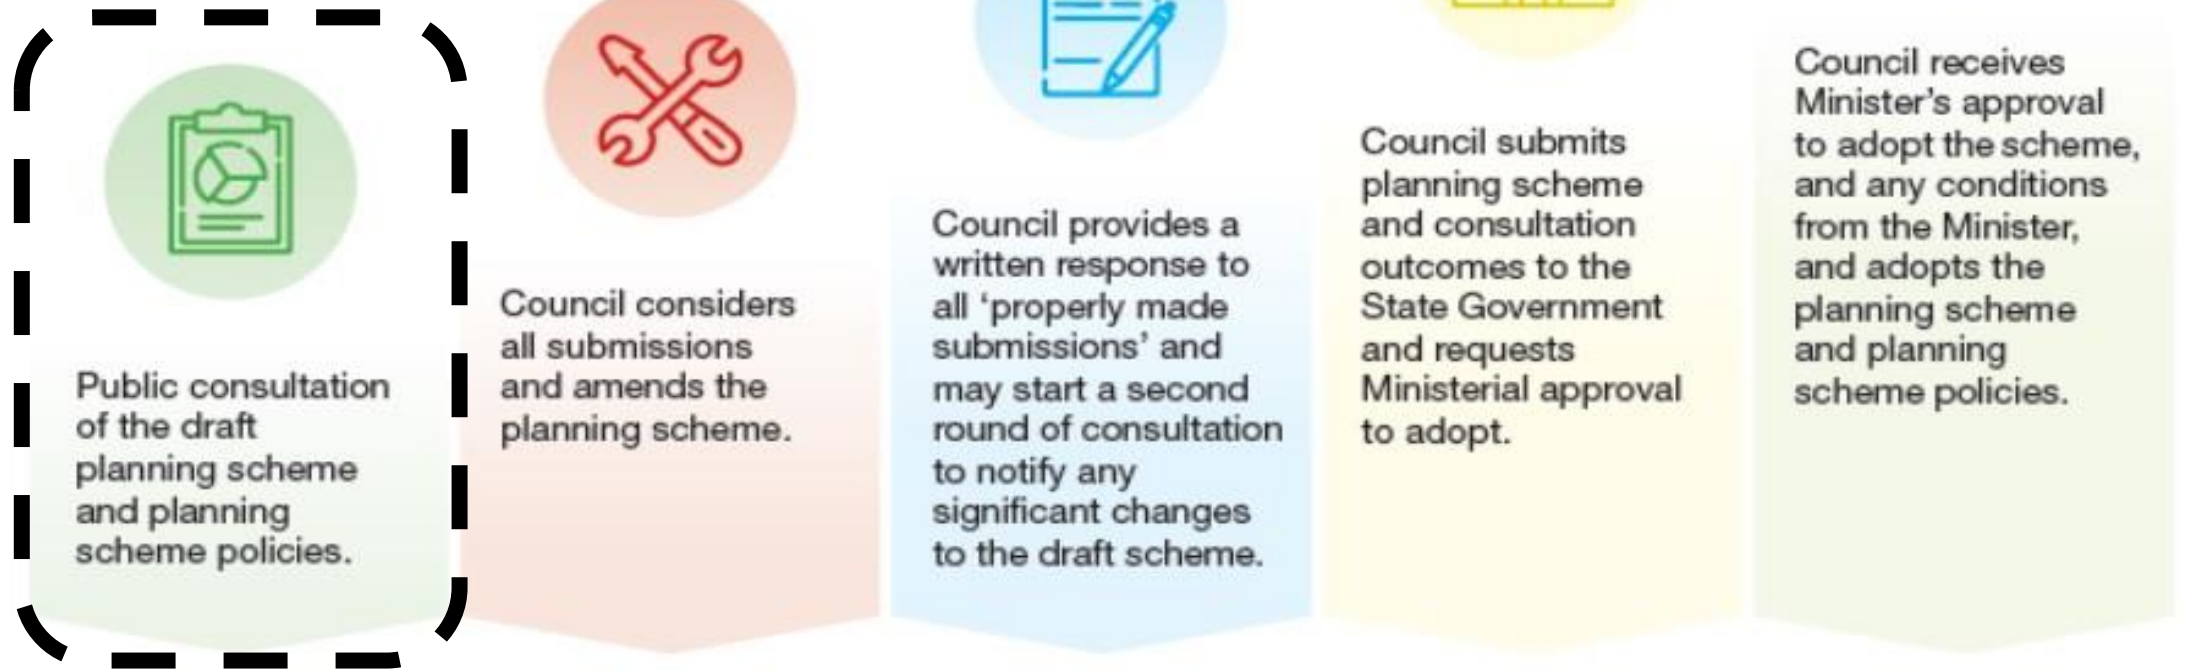 Public consultation
of the draft
planning scheme
and planning
scheme policies.
Council considers
all submissions
and amends the
planning scheme.
Council provides a
written response to
all ‘properly made
submissions’ and
may start a second
round of consultation
to notify any
significant changes
to the draft scheme.
Council submits
planning scheme
and consultation
outcomes to the
State Government
and requests
Ministerial approval
to adopt.
Council receives
Minister’s approval
to adopt the scheme,
and any conditions
from the Minister,
and adopts the
planning scheme
and planning
scheme policies.